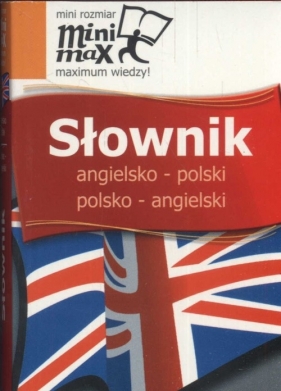 mini rozmiar
mini
max
maximum wiedzy!
Słownik
angielsko - polski
polsko - angielski